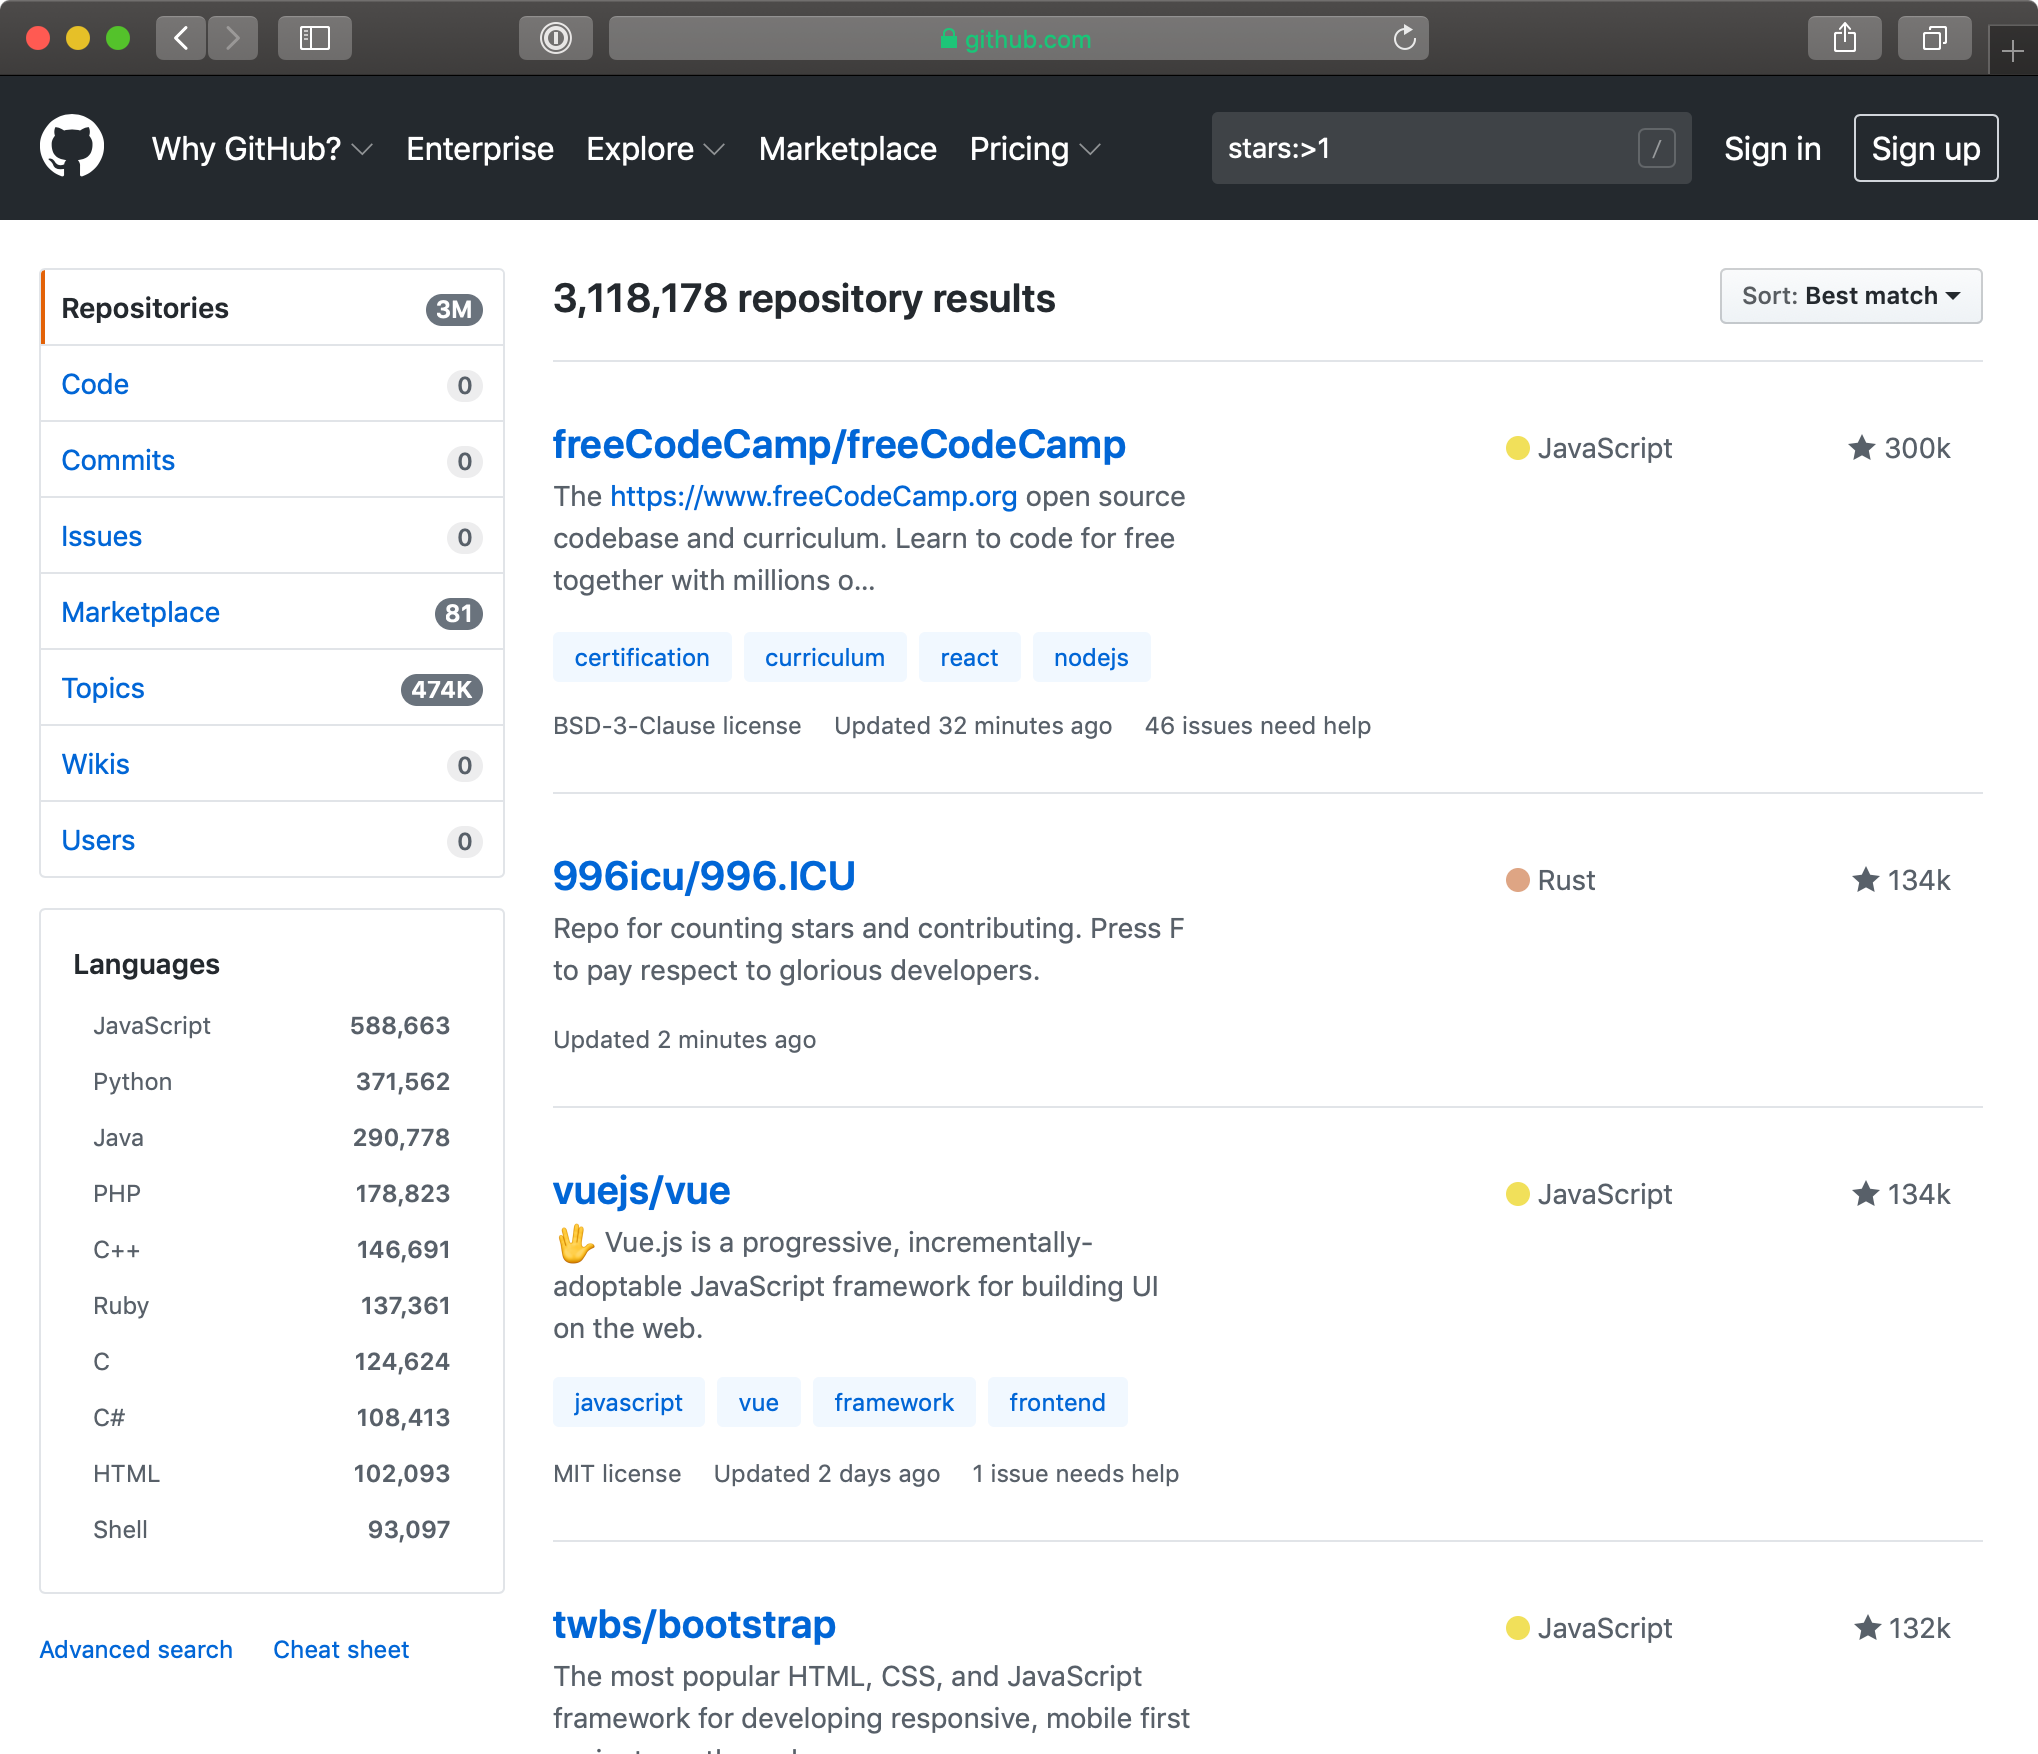 github.com
Why GitHub? Enterprise Explore Marketplace Pricing stars:>1 / Sign in Sign up
Repositories 3M
Code 0
Commits 0
Issues 0
Marketplace 81
Topics 474K
Wikis 0
Users 0
Languages
JavaScript 588,663
Python 371,562
Java 290,778
PHP 178,823
C++ 146,691
Ruby 137,361
C 124,624
C# 108,413
HTML 102,093
Shell 93,097
Advanced search Cheat sheet
3,118,178 repository results
Sort: Best match
freeCodeCamp/freeCodeCamp JavaScript 300k
The https://www.freeCodeCamp.org open source
codebase and curriculum. Learn to code for free
together with millions o...
certification curriculum react nodejs
BSD-3-Clause license Updated 32 minutes ago 46 issues need help
996icu/996.ICU Rust 134k
Repo for counting stars and contributing. Press F
to pay respect to glorious developers.
Updated 2 minutes ago
vuejs/vue JavaScript 134k
🖖 Vue.js is a progressive, incrementally-
adoptable JavaScript framework for building UI
on the web.
javascript vue framework frontend
MIT license Updated 2 days ago 1 issue needs help
twbs/bootstrap JavaScript 132k
The most popular HTML, CSS, and JavaScript
framework for developing responsive, mobile first